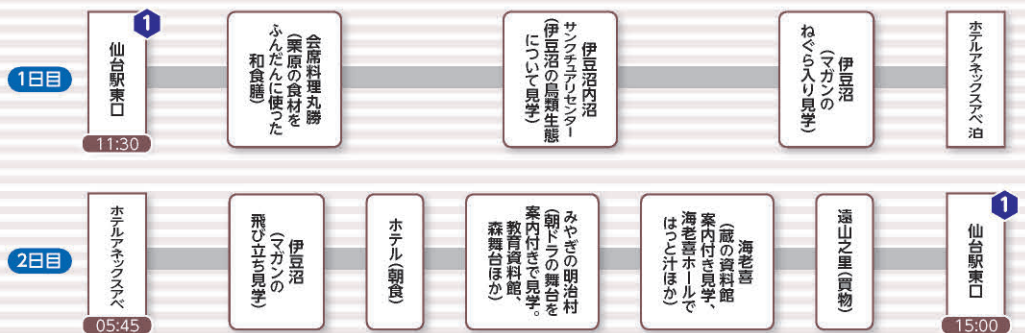 1日目
1
仙台駅東口
11:30
会席料理丸勝
(栗原の食材を
ふんだんに使った
和食膳)
伊豆沼内沼
サンクチュアリセンター
(伊豆沼の鳥類生態
について見学)
伊豆沼
(マガンの
ねぐら入り見学)
ホテルアネックスアベ泊
2日目
ホテルアネックスアベ
05:45
伊豆沼
(マガンの
飛び立ち見学)
ホテル(朝食)
みやぎの明治村
(朝ドラの舞台を
案内付きで見学。
教育資料館、
森舞台ほか)
海老喜
(蔵の資料館
案内付き見学、
海老喜ホールで
はっと汁ほか)
遠山之里(買物)
1
仙台駅東口
15:00